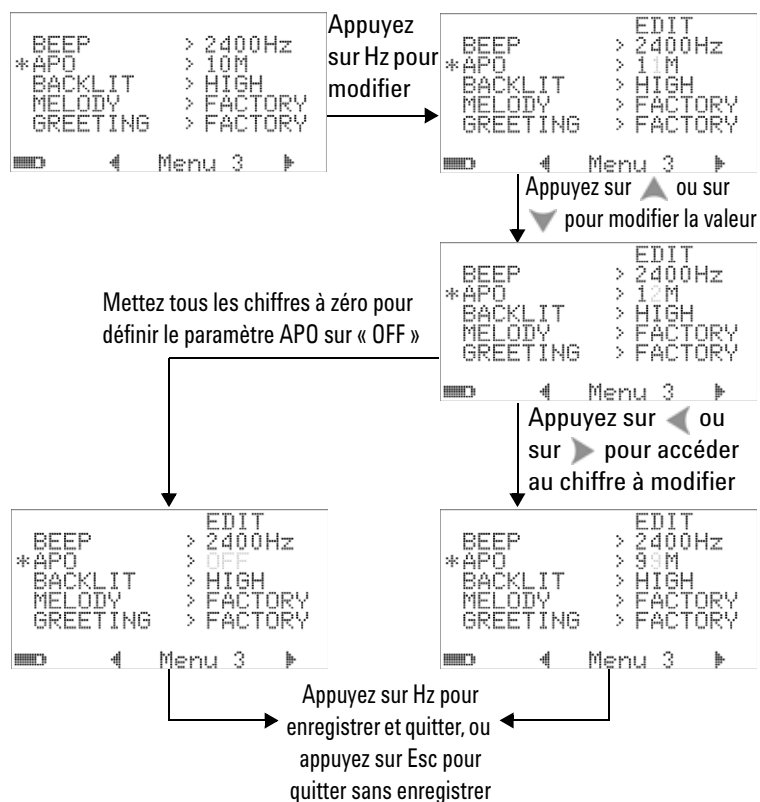 BEEP > 2400Hz
*APO > 10M
BACKLIT > HIGH
MELODY > FACTORY
GREETING > FACTORY
Menu 3
Appuyez
sur Hz pour
modifier
EDIT
BEEP > 2400Hz
*APO > 11M
BACKLIT > HIGH
MELODY > FACTORY
GREETING > FACTORY
Menu 3
Appuyez sur ▲ ou sur
▼ pour modifier la valeur
EDIT
BEEP > 2400Hz
*APO > 12M
BACKLIT > HIGH
MELODY > FACTORY
GREETING > FACTORY
Menu 3
Mettez tous les chiffres à zéro pour
définir le paramètre APO sur « OFF »
Appuyez sur ◀ ou
sur ▶ pour accéder
au chiffre à modifier
EDIT
BEEP > 2400Hz
*APO > OFF
BACKLIT > HIGH
MELODY > FACTORY
GREETING > FACTORY
Menu 3
EDIT
BEEP > 2400Hz
*APO > 99M
BACKLIT > HIGH
MELODY > FACTORY
GREETING > FACTORY
Menu 3
Appuyez sur Hz pour
enregistrer et quitter, ou
appuyez sur Esc pour
quitter sans enregistrer